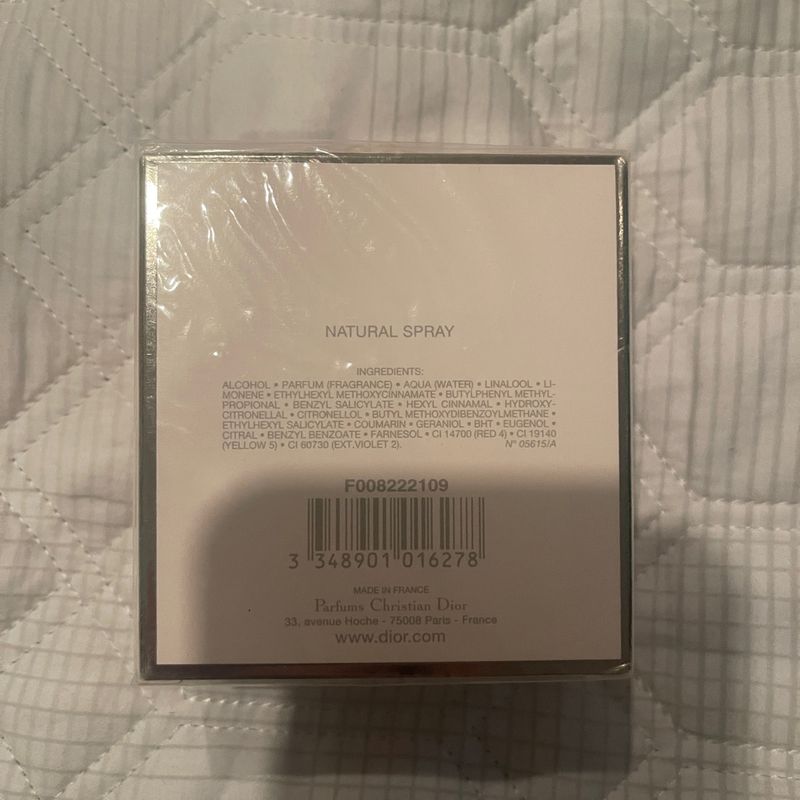 NATURAL SPRAY
INGREDIENTS:
ALCOHOL • PARFUM (FRAGRANCE) • AQUA (WATER) • LINALOOL • LI-
MONENE • ETHYLHEXYL METHOXYCINNAMATE • BUTYLPHENYL METHYL-
PROPIONAL • BENZYL SALICYLATE • HEXYL CINNAMAL • HYDROXY-
CITRONELLAL • CITRONELLOL • BUTYL METHOXYDIBENZOYLMETHANE •
ETHYLHEXYL SALICYLATE • COUMARIN • GERANIOL • BHT • EUGENOL •
CITRAL • BENZYL BENZOATE • FARNESOL • CI 14700 (RED 4) • CI 19140
(YELLOW 5) • CI 60730 (EXT.VIOLET 2). N° 05615/A
F008222109
3 348901 016278
MADE IN FRANCE
Parfums Christian Dior
33, avenue Hoche - 75008 Paris - France
www.dior.com